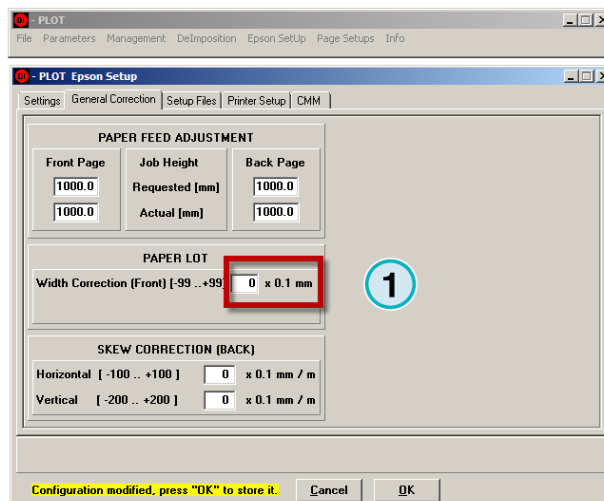 DI - PLOT
File Parameters Management DeImposition Epson SetUp Page Setups Info
DI - PLOT Epson Setup
Settings General Correction Setup Files Printer Setup CMM
PAPER FEED ADJUSTMENT
Front Page Job Height Back Page
1000.0 Requested [mm] 1000.0
1000.0 Actual [mm] 1000.0
PAPER LOT
Width Correction (Front) [-99 ..+99] 0 x 0.1 mm
1
SKEW CORRECTION (BACK)
Horizontal [ -100 .. +100 ] 0 x 0.1 mm / m
Vertical [ -200 .. +200 ] 0 x 0.1 mm / m
Configuration modified, press "OK" to store it. Cancel OK